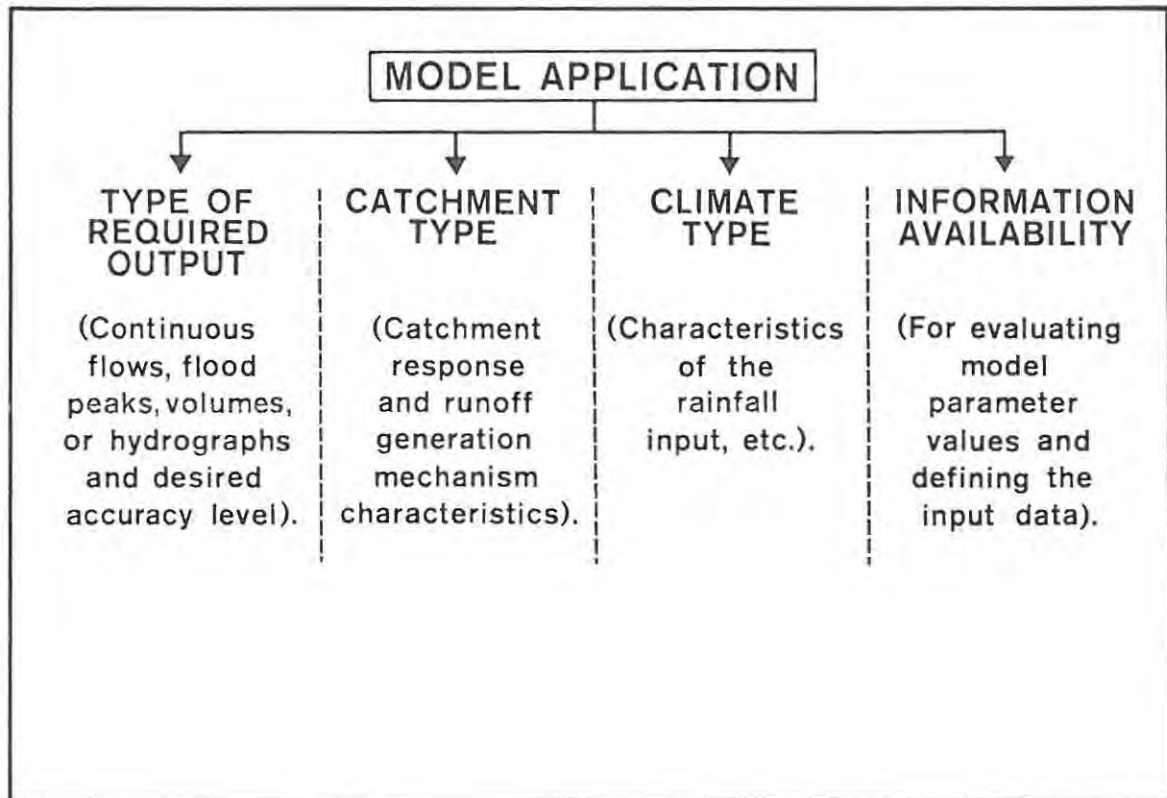 MODEL APPLICATION
TYPE OF
REQUIRED
OUTPUT
(Continuous
flows, flood
peaks, volumes,
or hydrographs
and desired
accuracy level).
CATCHMENT
TYPE
(Catchment
response
and runoff
generation
mechanism
characteristics).
CLIMATE
TYPE
(Characteristics
of the
rainfall
input, etc.).
INFORMATION
AVAILABILITY
(For evaluating
model
parameter
values and
defining the
input data).